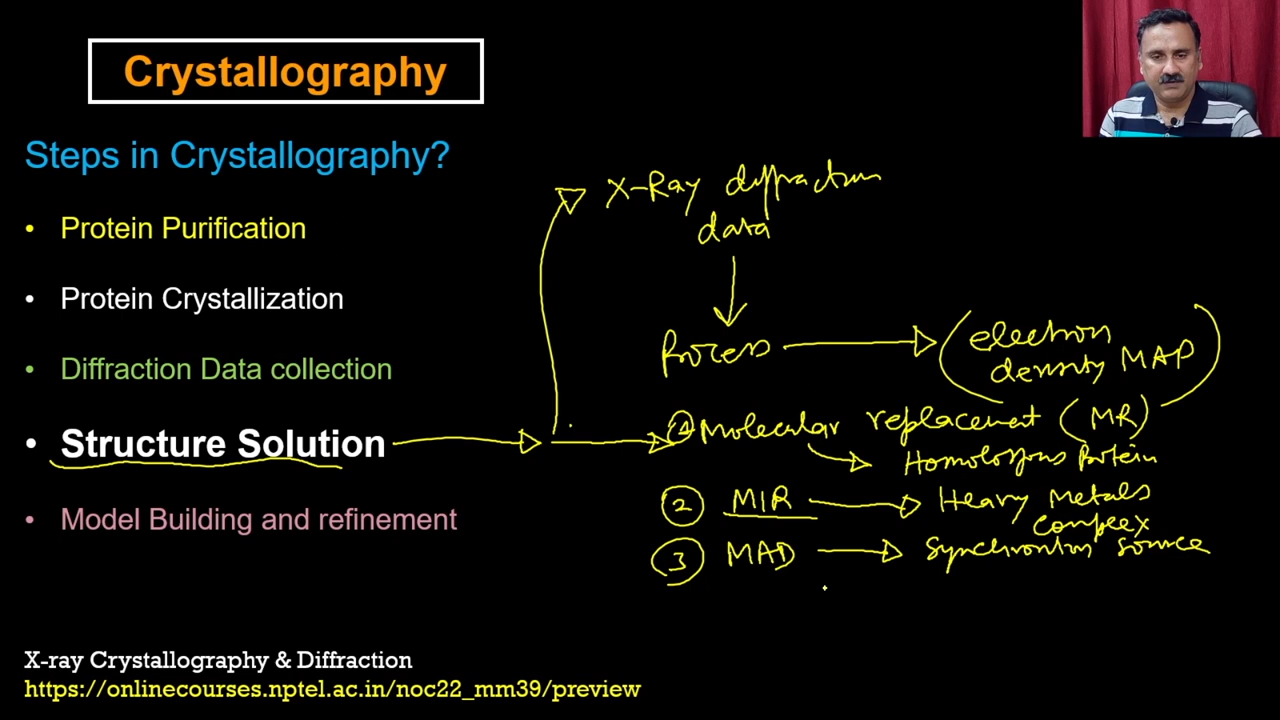 Crystallography
Steps in Crystallography?
• Protein Purification
• Protein Crystallization
• Diffraction Data collection
• Structure Solution
• Model Building and refinement
X-Ray diffraction
data
Process
electron
density MAP
① Molecular replacement (MR)
Homologous Protein
② MIR
Heavy Metals
Complex
③ MAD
Synchrotron source
X-ray Crystallography & Diffraction
https://onlinecourses.nptel.ac.in/noc22_mm39/preview